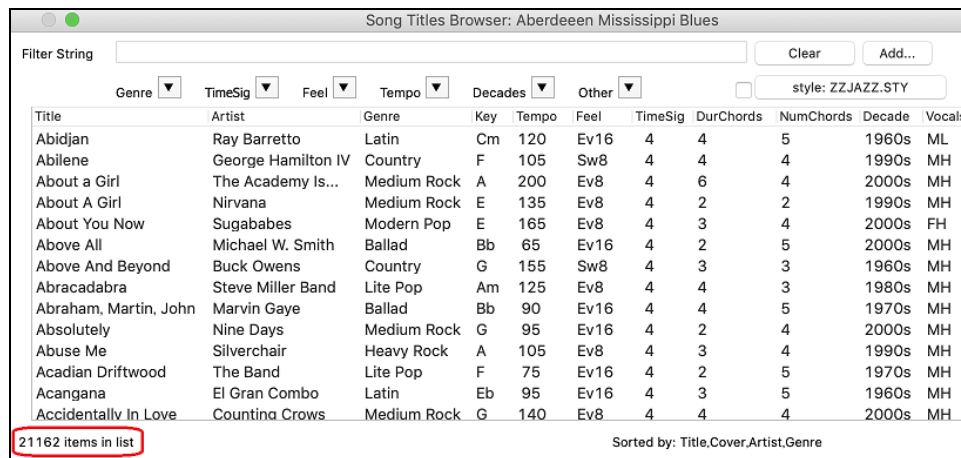 Song Titles Browser: Aberdeeen Mississippi Blues
Filter String Clear Add...
Genre ▼ TimeSig ▼ Feel ▼ Tempo ▼ Decades ▼ Other ▼ style: ZZJAZZ.STY
Title Artist Genre Key Tempo Feel TimeSig DurChords NumChords Decade Vocals
Abidjan Ray Barretto Latin Cm 120 Ev16 4 4 5 1960s ML
Abilene George Hamilton IV Country F 105 Sw8 4 4 4 1990s MH
About a Girl The Academy Is... Medium Rock A 200 Ev8 4 6 4 2000s MH
About A Girl Nirvana Medium Rock E 135 Ev8 4 2 2 1990s MH
About You Now Sugababes Modern Pop E 165 Ev8 4 3 4 2000s FH
Above All Michael W. Smith Ballad Bb 65 Ev16 4 2 5 2000s MH
Above And Beyond Buck Owens Country G 155 Sw8 4 3 3 1960s MH
Abracadabra Steve Miller Band Lite Pop Am 125 Ev8 4 4 3 1980s MH
Abraham, Martin, John Marvin Gaye Ballad Bb 90 Ev16 4 4 5 1970s MH
Absolutely Nine Days Medium Rock G 95 Ev16 4 2 4 2000s MH
Abuse Me Silverchair Heavy Rock A 105 Ev8 4 3 4 1990s MH
Acadian Driftwood The Band Lite Pop F 75 Ev16 4 2 5 1970s MH
Acangana El Gran Combo Latin Eb 95 Ev16 4 3 5 1960s MH
Accidentally In Love Counting Crows Medium Rock G 140 Ev8 4 4 4 2000s MH
21162 items in list Sorted by: Title,Cover,Artist,Genre